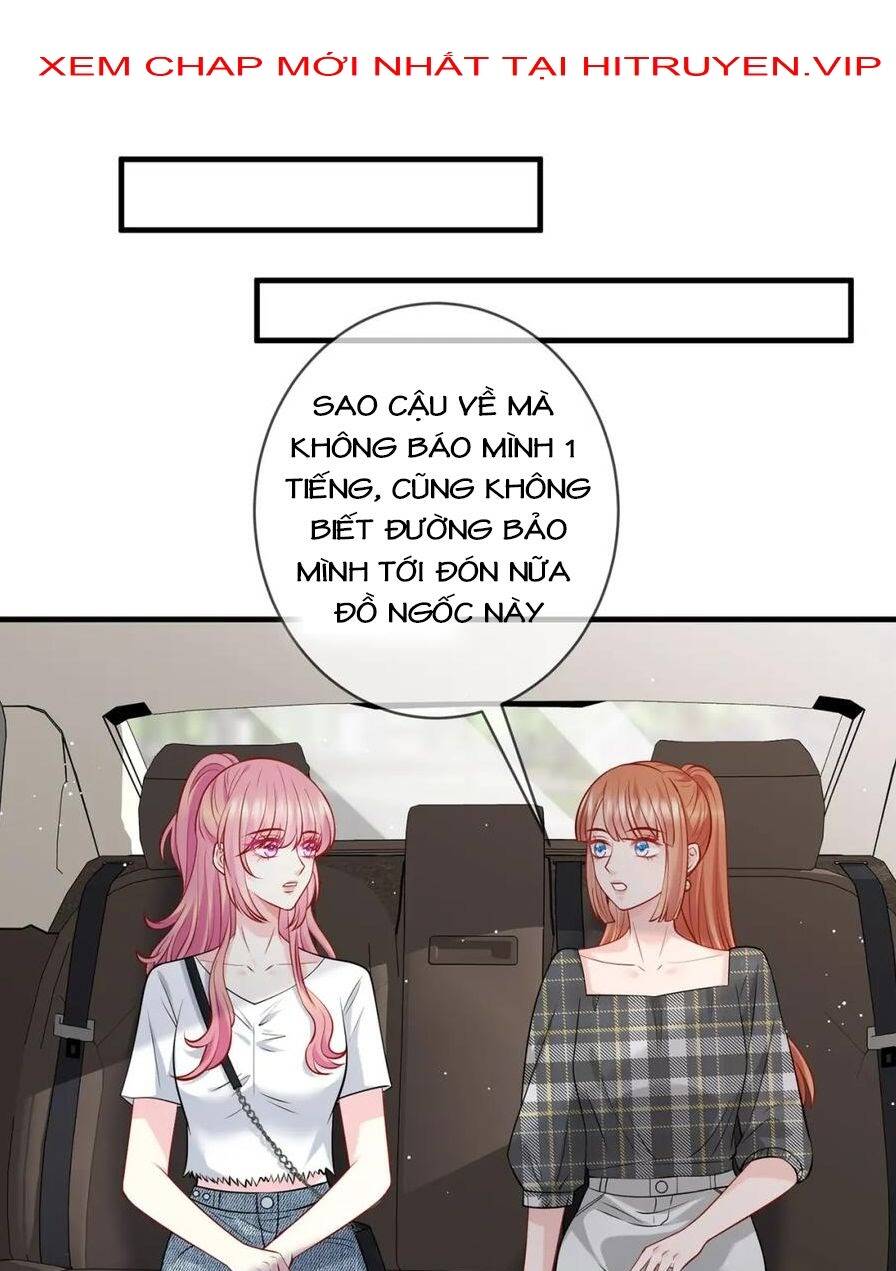 XEM CHAP MỚI NHẤT TẠI HITRUYEN.VIP
SAO CẬU VỀ MÀ
KHÔNG BÁO MÌNH 1
TIẾNG, CŨNG KHÔNG
BIẾT ĐƯỜNG BẢO
MÌNH TỚI ĐÓN NỮA
ĐỒ NGỐC NÀY